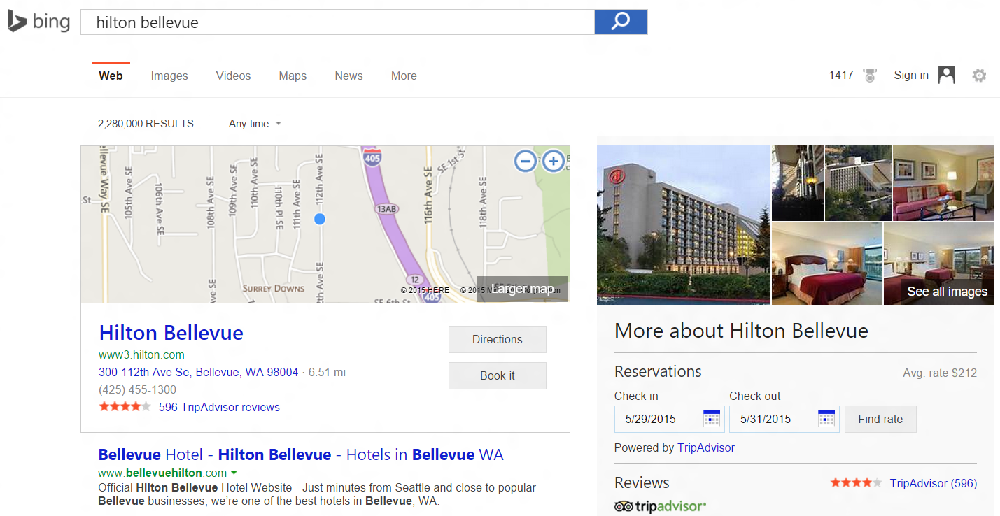 bing
hilton bellevue
Web Images Videos Maps News More
1417 Sign in
2,280,000 RESULTS Any time
Bellevue Way SE
St
105th Ave SE
106th Ave SE
108th Ave SE
109th Ave SE
110th Ave SE
110th Pl SE
111th Ave SE
112th Ave SE
405
13AB
116th Ave SE
SE 1st St
118th Ave SE
SURREY DOWNS
12
405
SE 6th St
© 2015 HERE © 2015
Larger map
See all images
Hilton Bellevue
www3.hilton.com
300 112th Ave Se, Bellevue, WA 98004 · 6.51 mi
(425) 455-1300
596 TripAdvisor reviews
Directions
Book it
Bellevue Hotel - Hilton Bellevue - Hotels in Bellevue WA
www.bellevuehilton.com
Official Hilton Bellevue Hotel Website - Just minutes from Seattle and close to popular
Bellevue businesses, we're one of the best hotels in Bellevue, WA.
More about Hilton Bellevue
Reservations Avg. rate $212
Check in Check out
5/29/2015 5/31/2015 Find rate
Powered by TripAdvisor
Reviews TripAdvisor (596)
tripadvisor